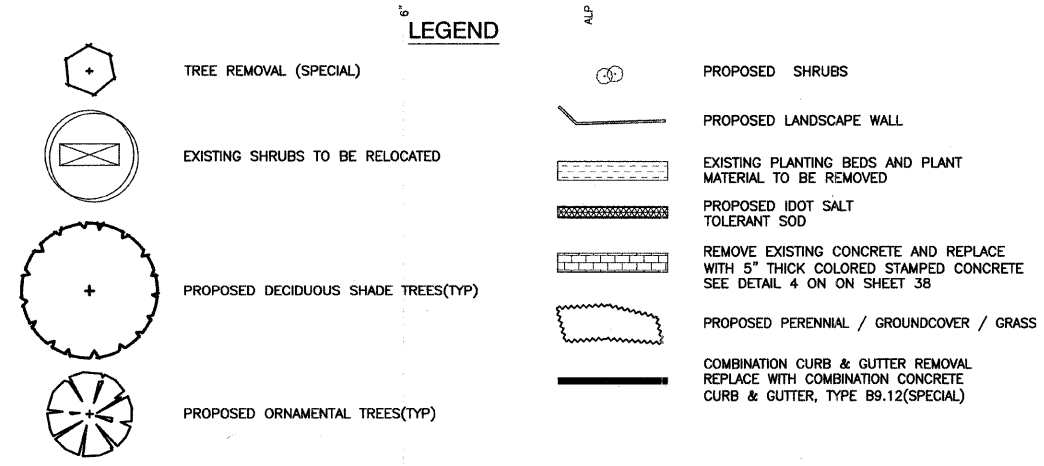 6"
ALP
LEGEND
TREE REMOVAL (SPECIAL)
EXISTING SHRUBS TO BE RELOCATED
PROPOSED DECIDUOUS SHADE TREES(TYP)
PROPOSED ORNAMENTAL TREES(TYP)
PROPOSED SHRUBS
PROPOSED LANDSCAPE WALL
EXISTING PLANTING BEDS AND PLANT
MATERIAL TO BE REMOVED
PROPOSED IDOT SALT
TOLERANT SOD
REMOVE EXISTING CONCRETE AND REPLACE
WITH 5" THICK COLORED STAMPED CONCRETE
SEE DETAIL 4 ON ON SHEET 38
PROPOSED PERENNIAL / GROUNDCOVER / GRASS
COMBINATION CURB & GUTTER REMOVAL
REPLACE WITH COMBINATION CONCRETE
CURB & GUTTER, TYPE B9.12(SPECIAL)